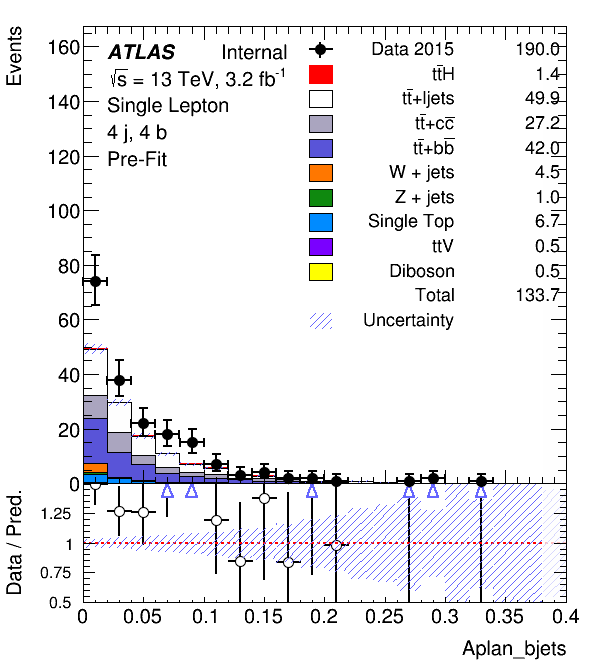 Events
160
140
120
100
80
60
40
20
0
ATLAS Internal
√s = 13 TeV, 3.2 fb⁻¹
Single Lepton
4 j, 4 b
Pre-Fit
Data 2015 190.0
tt̅H 1.4
tt̅+ljets 49.9
tt̅+cc̅ 27.2
tt̅+bb̅ 42.0
W + jets 4.5
Z + jets 1.0
Single Top 6.7
ttV 0.5
Diboson 0.5
Total 133.7
Uncertainty
Data / Pred.
1.25
1
0.75
0.5
0 0.05 0.1 0.15 0.2 0.25 0.3 0.35 0.4
Aplan_bjets